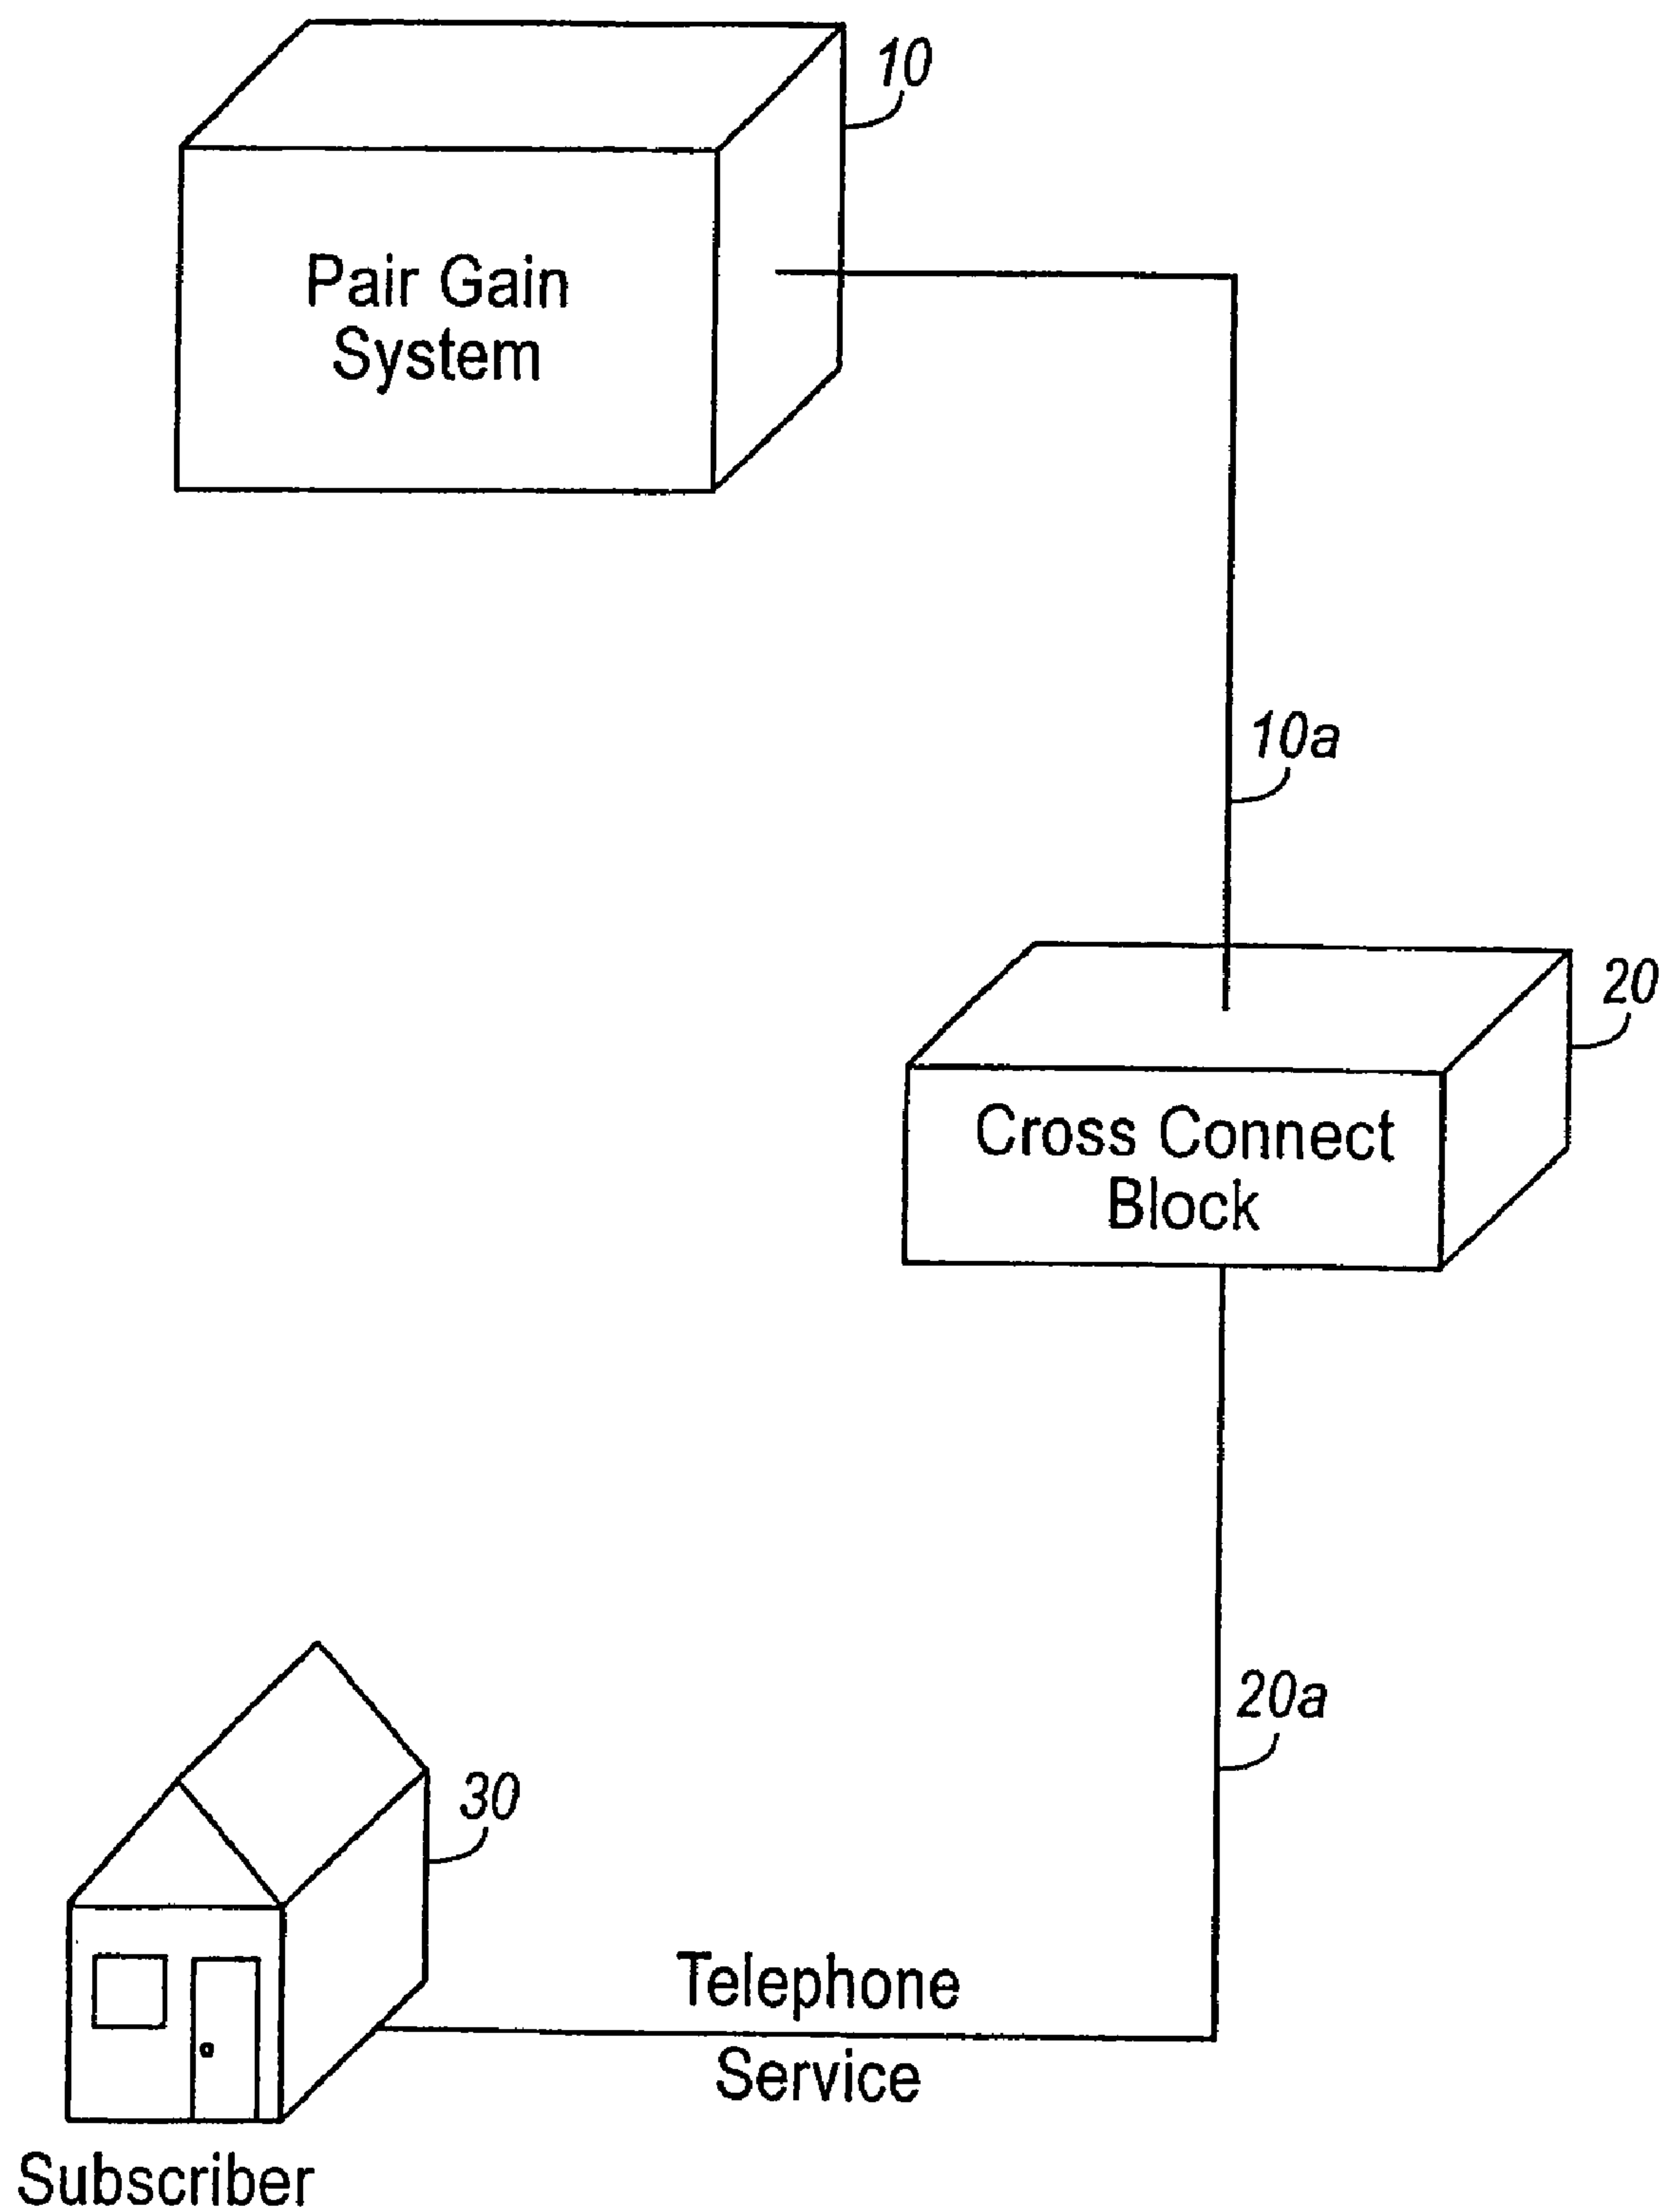 10
Pair Gain
System
10a
20
Cross Connect
Block
20a
30
Telephone
Service
Subscriber